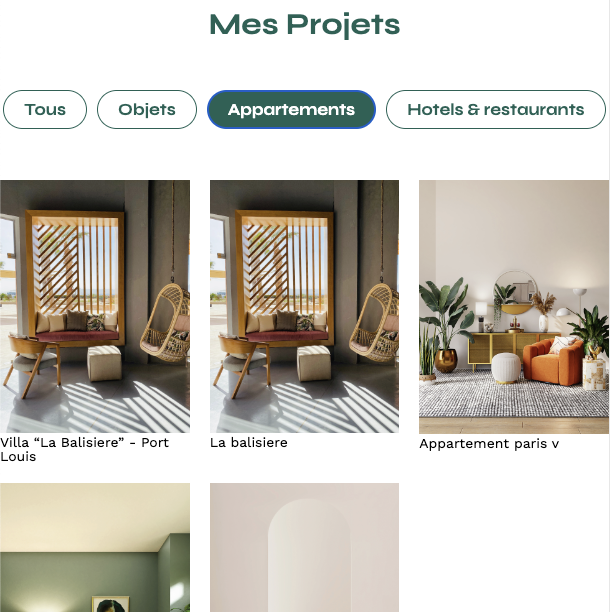 Mes Projets
Tous
Objets
Appartements
Hotels & restaurants
Villa “La Balisiere” - Port
Louis
La balisiere
Appartement paris v